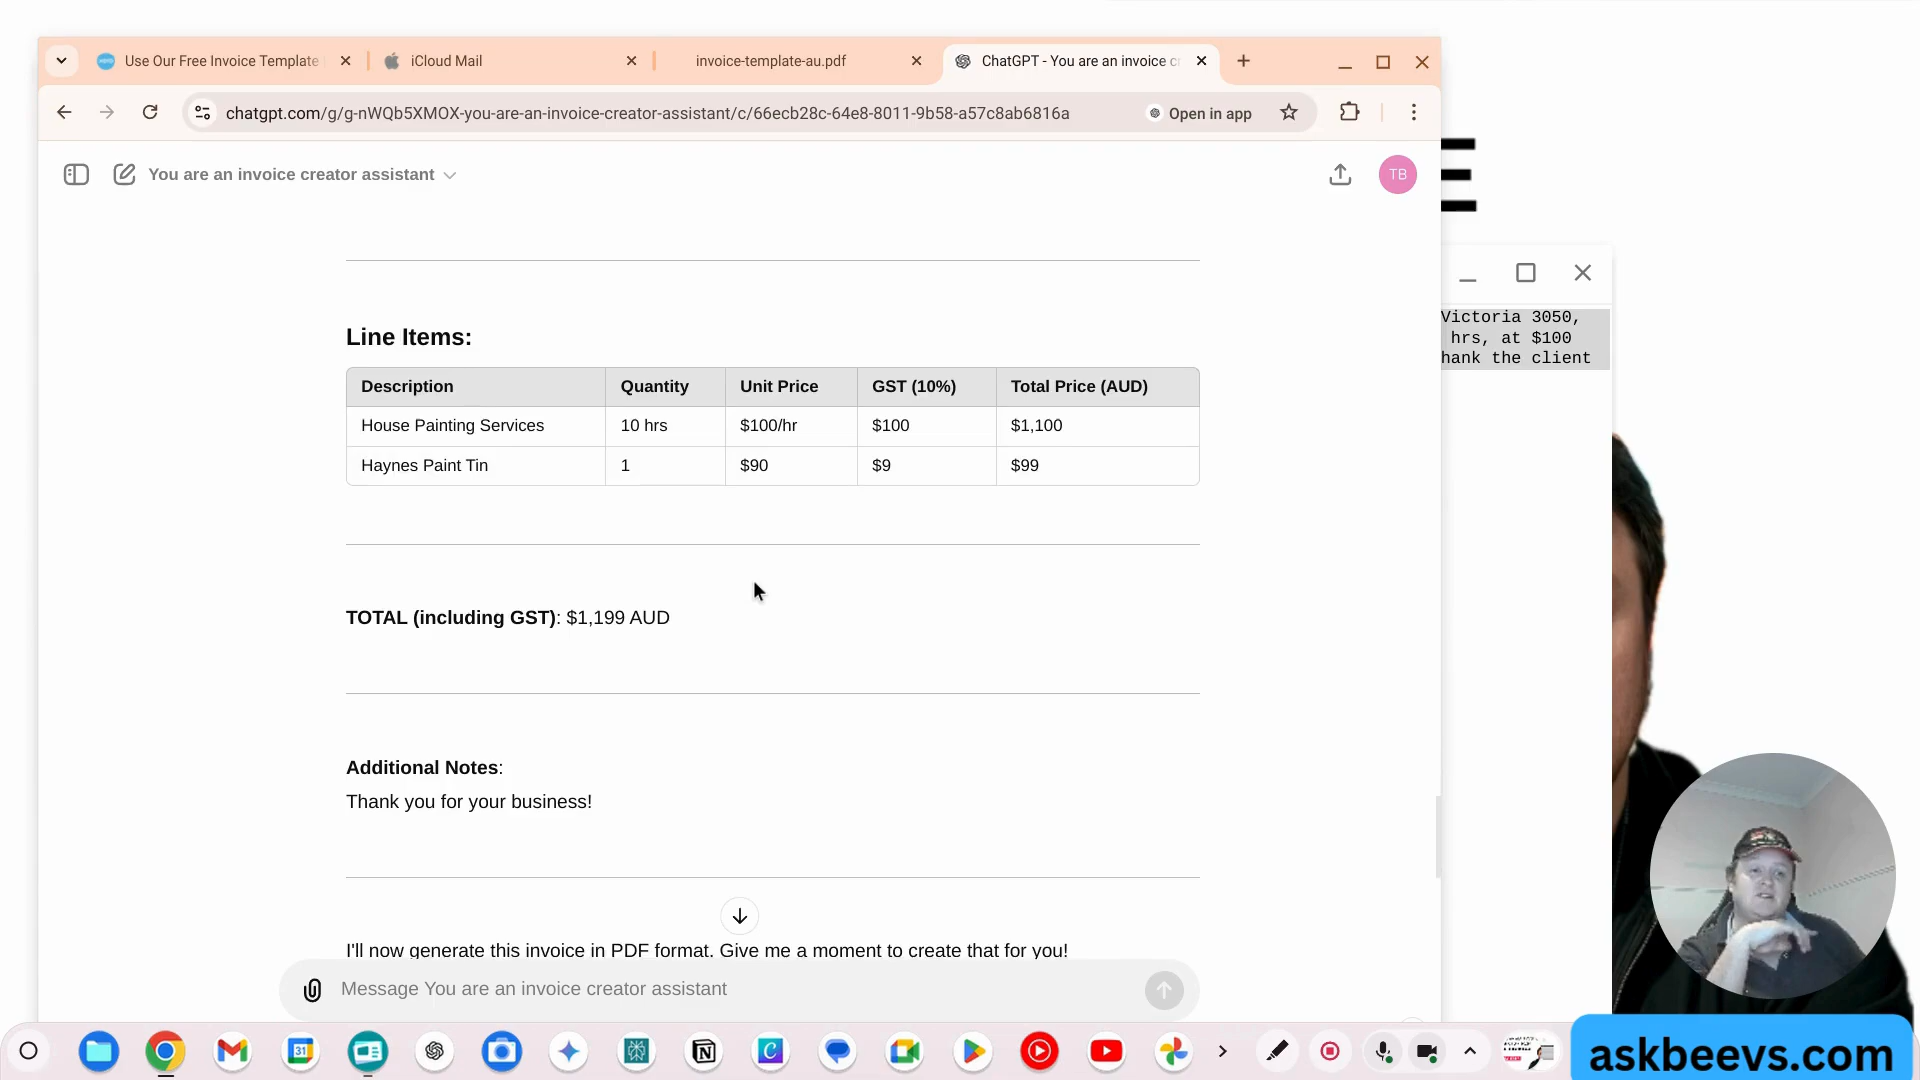 Use Our Free Invoice Template
iCloud Mail
invoice-template-au.pdf
ChatGPT - You are an invoice c
chatgpt.com/g/g-nWQb5XMOX-you-are-an-invoice-creator-assistant/c/66ecb28c-64e8-8011-9b58-a57c8ab6816a
Open in app
You are an invoice creator assistant
TB
E
Victoria 3050,
hrs, at $100
hank the client
Line Items:
Description Quantity Unit Price GST (10%) Total Price (AUD)
House Painting Services 10 hrs $100/hr $100 $1,100
Haynes Paint Tin 1 $90 $9 $99
TOTAL (including GST): $1,199 AUD
Additional Notes:
Thank you for your business!
I'll now generate this invoice in PDF format. Give me a moment to create that for you!
Message You are an invoice creator assistant
31
askbeevs.com